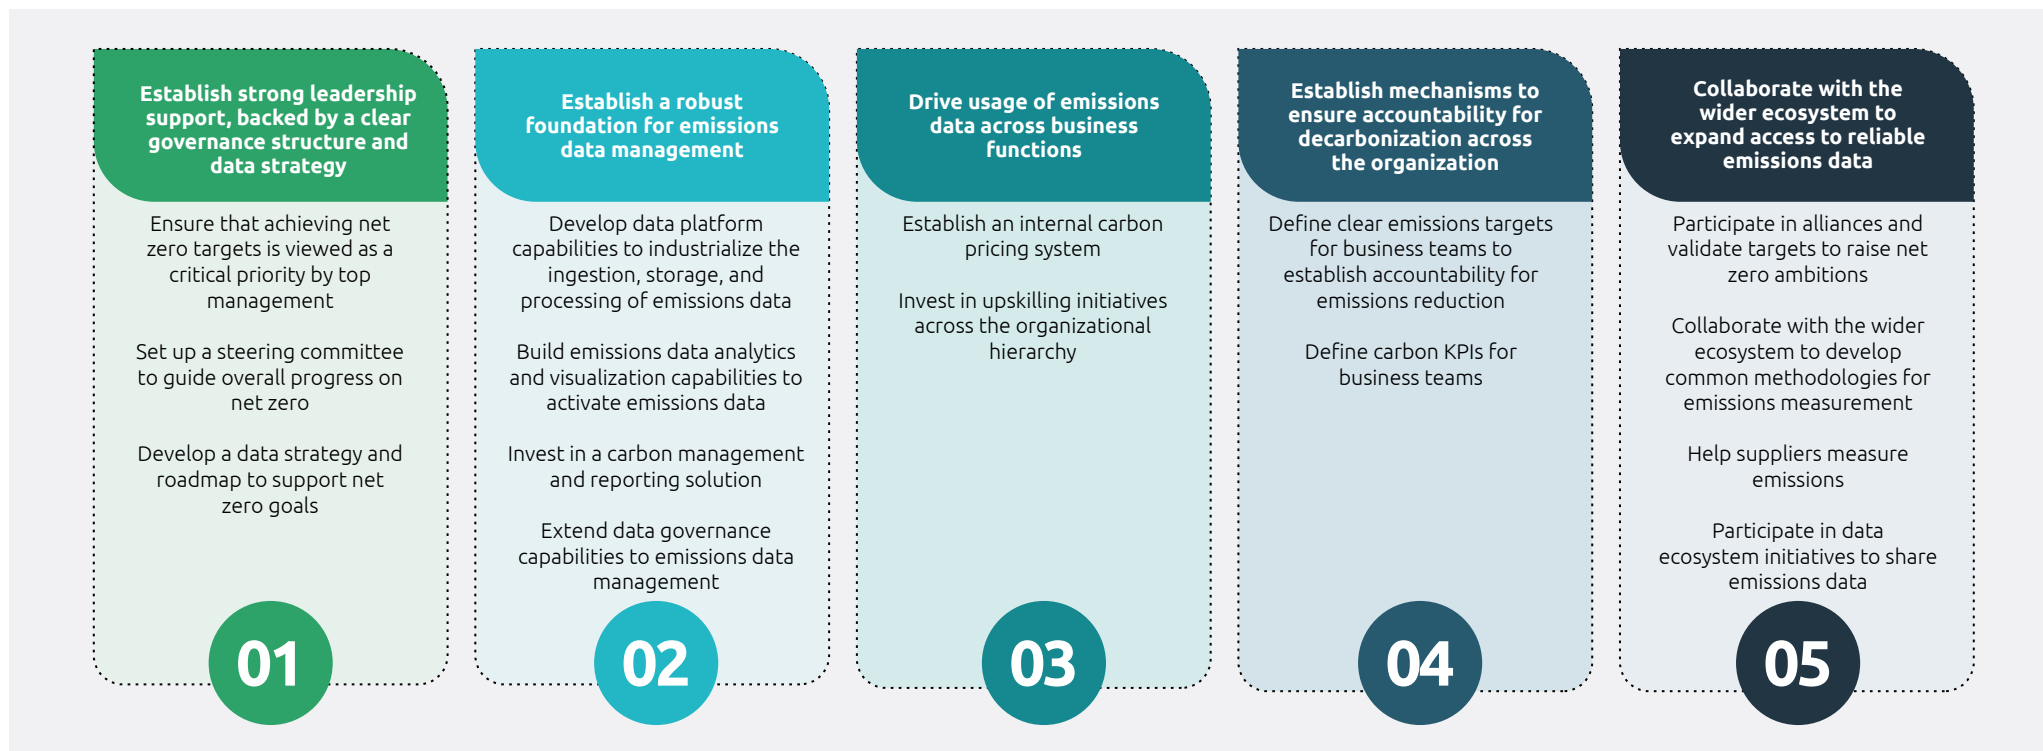 Establish strong leadership
support, backed by a clear
governance structure and
data strategy
Ensure that achieving net
zero targets is viewed as a
critical priority by top
management
Set up a steering committee
to guide overall progress on
net zero
Develop a data strategy and
roadmap to support net
zero goals
01
Establish a robust
foundation for emissions
data management
Develop data platform
capabilities to industrialize the
ingestion, storage, and
processing of emissions data
Build emissions data analytics
and visualization capabilities to
activate emissions data
Invest in a carbon management
and reporting solution
Extend data governance
capabilities to emissions data
management
02
Drive usage of emissions
data across business
functions
Establish an internal carbon
pricing system
Invest in upskilling initiatives
across the organizational
hierarchy
03
Establish mechanisms to
ensure accountability for
decarbonization across
the organization
Define clear emissions targets
for business teams to
establish accountability for
emissions reduction
Define carbon KPIs for
business teams
04
Collaborate with the
wider ecosystem to
expand access to reliable
emissions data
Participate in alliances and
validate targets to raise net
zero ambitions
Collaborate with the wider
ecosystem to develop
common methodologies for
emissions measurement
Help suppliers measure
emissions
Participate in data
ecosystem initiatives to share
emissions data
05